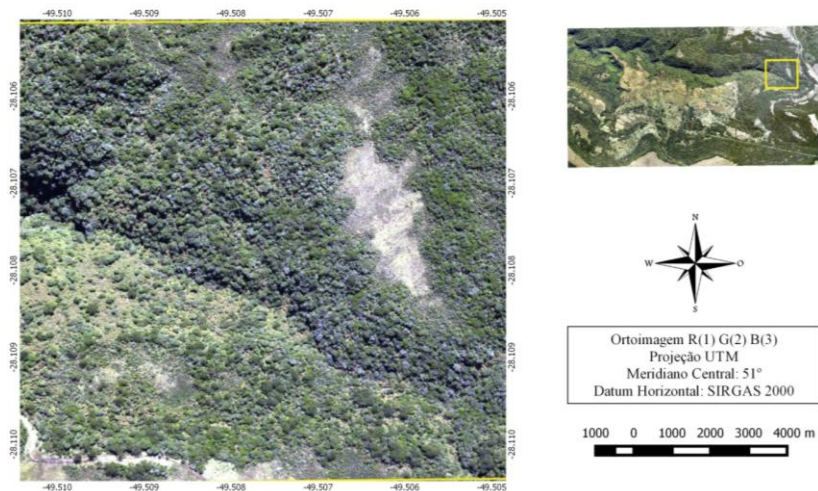 -49.510 -49.509 -49.508 -49.507 -49.506 -49.505
-28.106
-28.107
-28.108
-28.109
-28.110
-28.106
-28.107
-28.108
-28.109
-28.110
-49.510 -49.509 -49.508 -49.507 -49.506 -49.505
N
W O
S
Ortoimagem R(1) G(2) B(3)
Projeção UTM
Meridiano Central: 51º
Datum Horizontal: SIRGAS 2000
1000 0 1000 2000 3000 4000 m